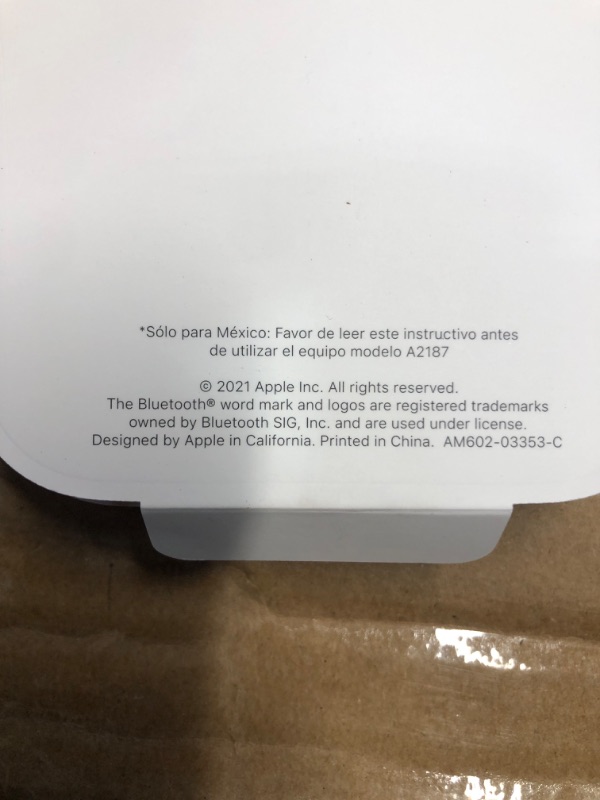 *Sólo para México: Favor de leer este instructivo antes
de utilizar el equipo modelo A2187
© 2021 Apple Inc. All rights reserved.
The Bluetooth® word mark and logos are registered trademarks
owned by Bluetooth SIG, Inc. and are used under license.
Designed by Apple in California. Printed in China. AM602-03353-C